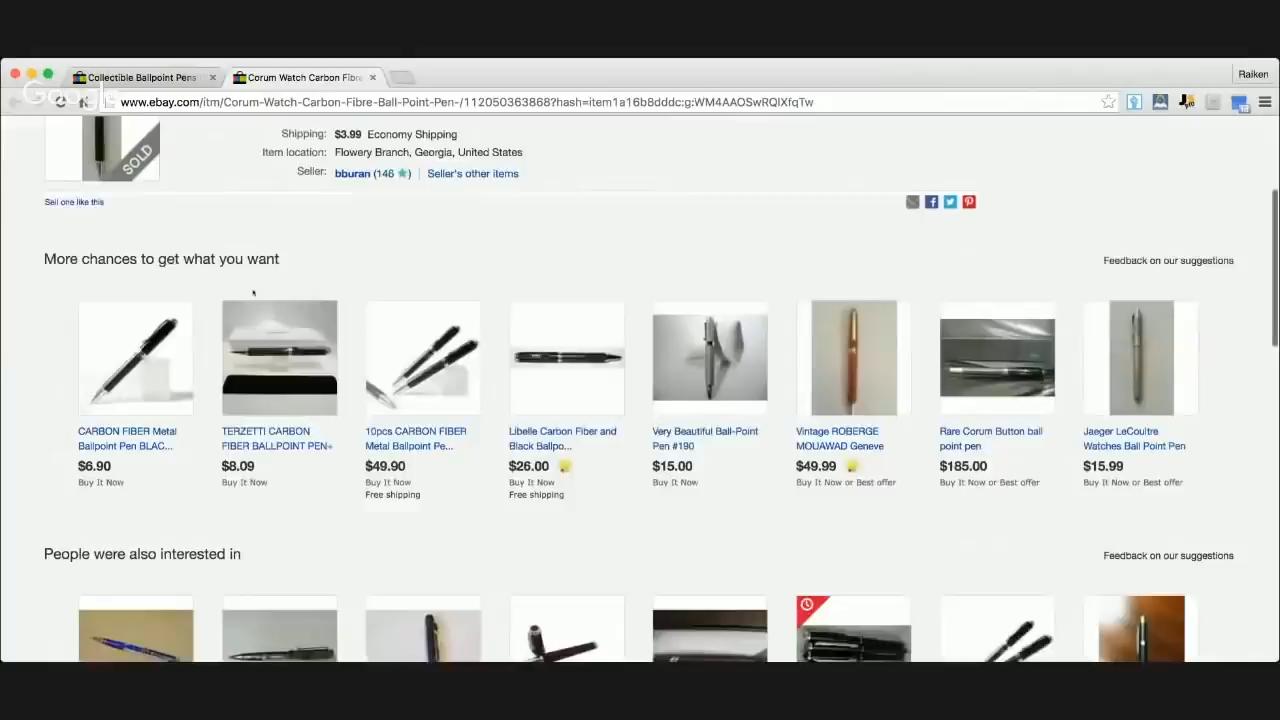 Collectible Ballpoint Pens
Corum Watch Carbon Fibre
Raiken
Google
www.ebay.com/itm/Corum-Watch-Carbon-Fibre-Ball-Point-Pen-/112050363868?hash=item1a16b8dddc:g:WM4AAOSwRQlXfqTw
SOLD
Shipping: $3.99 Economy Shipping
Item location: Flowery Branch, Georgia, United States
Seller: bburan (146 ) | Seller's other items
Sell one like this
More chances to get what you want
Feedback on our suggestions
CARBON FIBER Metal
Ballpoint Pen BLAC...
$6.90
Buy It Now
TERZETTI CARBON
FIBER BALLPOINT PEN+
$8.09
Buy It Now
10pcs CARBON FIBER
Metal Ballpoint Pe...
$49.90
Buy It Now
Free shipping
Libelle Carbon Fiber and
Black Ballpo...
$26.00
Buy It Now
Free shipping
Very Beautiful Ball-Point
Pen #190
$15.00
Buy It Now
Vintage ROBERGE
MOUAWAD Geneve
$49.99
Buy It Now or Best offer
Rare Corum Button ball
point pen
$185.00
Buy It Now or Best offer
Jaeger LeCoultre
Watches Ball Point Pen
$15.99
Buy It Now or Best offer
People were also interested in
Feedback on our suggestions